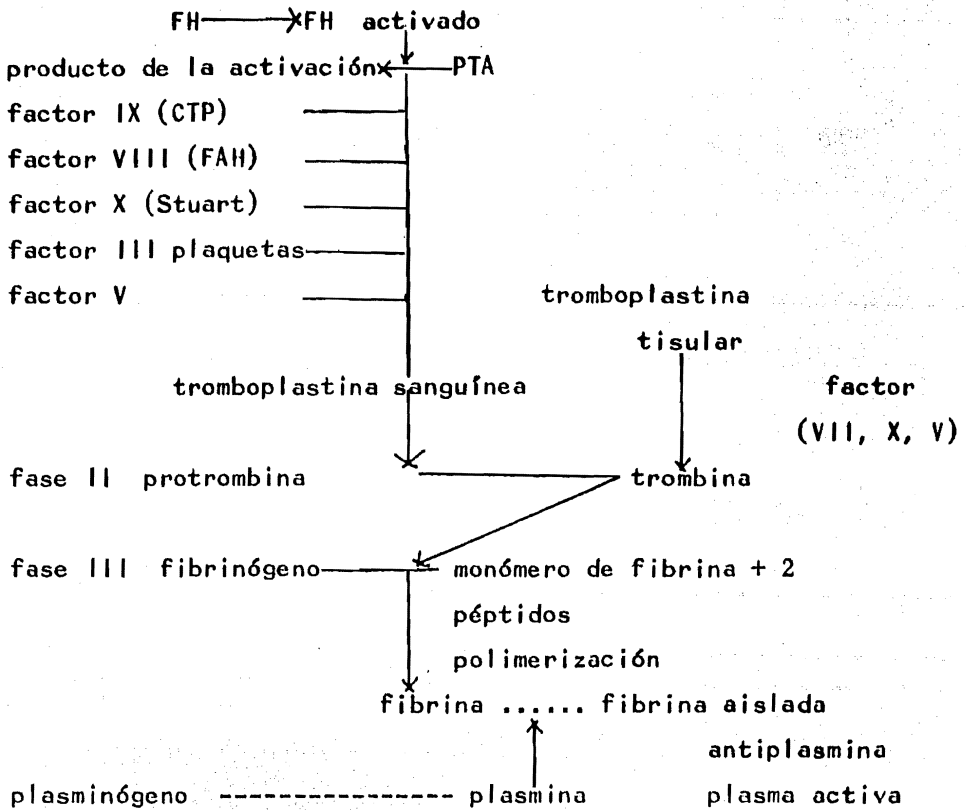 FH FH activado
producto de la activación PTA
factor IX (CTP)
factor VIII (FAH)
factor X (Stuart)
factor III plaquetas
factor V
tromboplastina
tisular
tromboplastina sanguínea
factor
(VII, X, V)
fase II protrombina trombina
fase III fibrinógeno monómero de fibrina + 2
péptidos
polimerización
fibrina ...... fibrina aislada
antiplasmina
plasminógeno ------------------ plasmina plasma activa